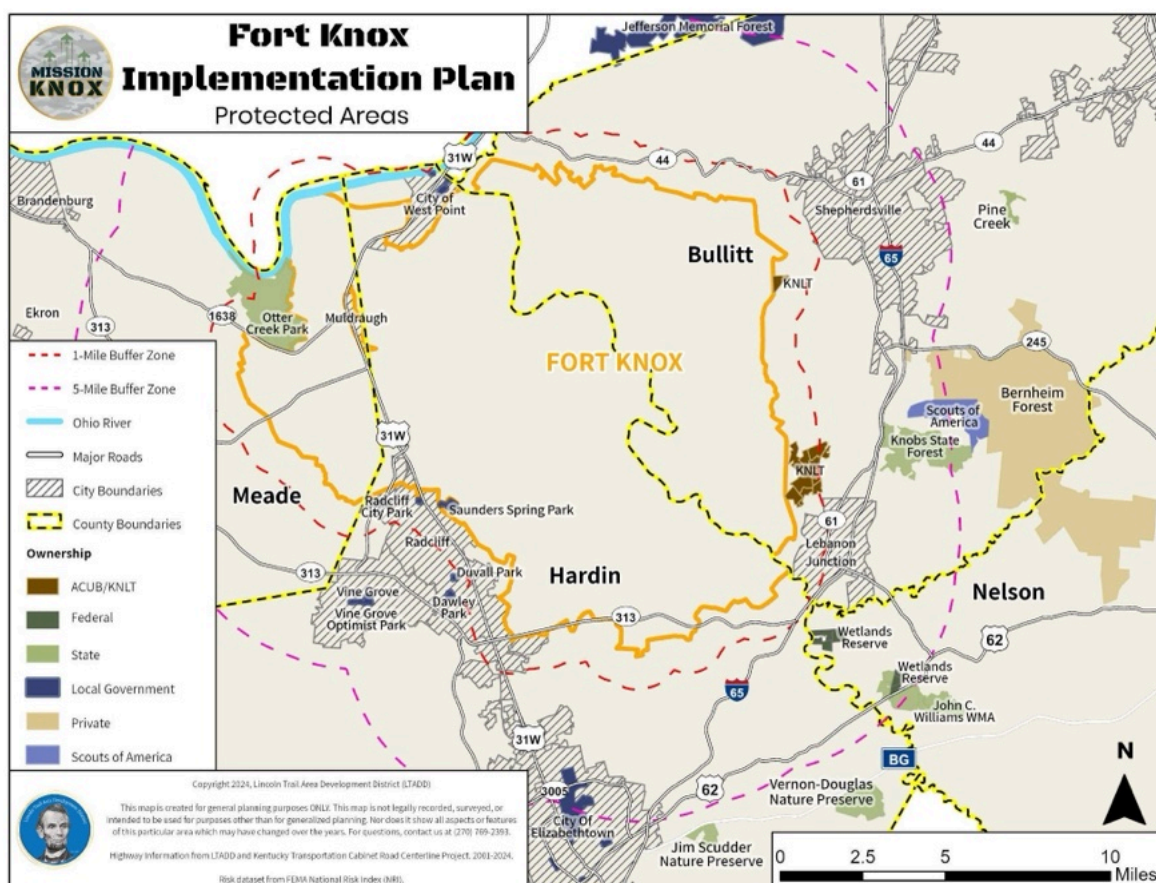 MISSION
KNOX
Fort Knox
Implementation Plan
Protected Areas
Jefferson Memorial Forest
31W
44
44
61
Brandenburg
City of
West Point
Shepherdsville
Pine
Creek
Bullitt
65
KNLT
Ekron
313
1638
Otter
Creek Park
Muldraugh
245
FORT KNOX
Bernheim
Forest
Scouts of
America
Knobs State
Forest
31W
KNLT
Meade
Radcliff
City Park
Saunders Spring Park
61
Radcliff
Lebanon
Junction
313
Duvall Park
Hardin
Nelson
Vine Grove
Dawley
Park
Vine Grove
Optimist Park
313
62
Wetlands
Reserve
Wetlands
Reserve
65
John C.
Williams WMA
31W
BG
N
3005
62
Vernon-Douglas
Nature Preserve
City Of
Elizabethtown
Jim Scudder
Nature Preserve
0 2.5 5 10
Miles
1-Mile Buffer Zone
5-Mile Buffer Zone
Ohio River
Major Roads
City Boundaries
County Boundaries
Ownership
ACUB/KNLT
Federal
State
Local Government
Private
Scouts of America
Copyright 2024, Lincoln Trail Area Development District (LTADD)
This map is created for general planning purposes ONLY. This map is not legally recorded, surveyed, or
intended to be used for purposes other than for generalized planning. Nor does it show all aspects or features
of this particular area which may have changed over the years. For questions, contact us at (270) 769-2393.
Highway Information from LTADD and Kentucky Transportation Cabinet Road Centerline Project. 2001-2024.
Risk dataset from FEMA National Risk Index (NRI).